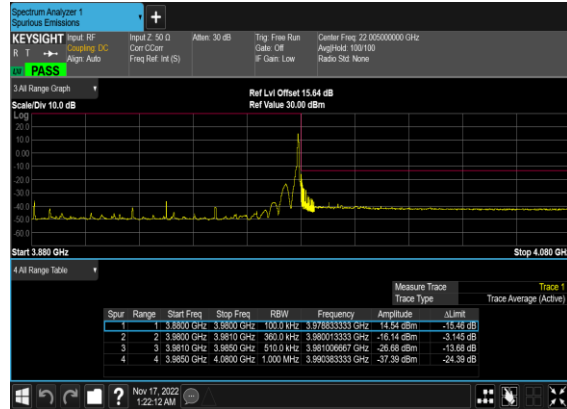 Spectrum Analyzer 1
Spurious Emissions
KEYSIGHT Input: RF Input Z: 50 Ω Atten: 30 dB Trig: Free Run Center Freq: 22.005000000 GHz
R T Coupling: DC Corr CCorr Gate: Off Avg|Hold: 100/100
Align: Auto Freq Ref: Int (S) IF Gain: Low Radio Std: None
PASS
3 All Range Graph
Ref Lvl Offset 15.64 dB
Scale/Div 10.0 dB Ref Value 30.00 dBm
Log
20.0
10.0
0.00
-10.0
-20.0
-30.0
-40.0
-50.0
-60.0
Start 3.880 GHz Stop 4.080 GH
4 All Range Table
Measure Trace Trace 1
Trace Type Trace Average (Active)
Spur Range Start Freq Stop Freq RBW Frequency Amplitude ΔLimit
1 1 3.8800 GHz 3.9800 GHz 100.0 kHz 3.978833333 GHz 14.54 dBm -15.46 dB
2 2 3.9800 GHz 3.9810 GHz 360.0 kHz 3.980013333 GHz -16.14 dBm -3.145 dB
3 3 3.9810 GHz 3.9850 GHz 510.0 kHz 3.981006667 GHz -26.68 dBm -13.68 dB
4 4 3.9850 GHz 4.0800 GHz 1.000 MHz 3.990383333 GHz -37.39 dBm -24.39 dB
? Nov 17, 2022
1:22:12 AM